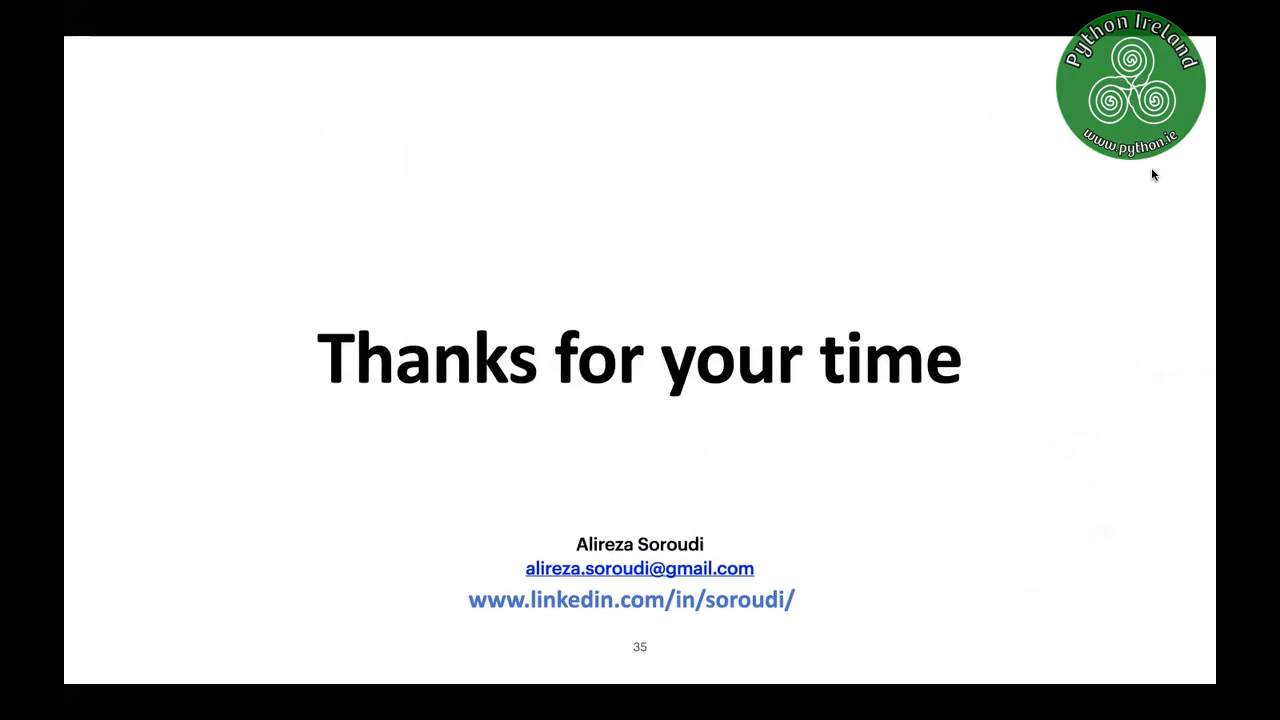 Python Ireland
www.python.ie
Thanks for your time
Alireza Soroudi
alireza.soroudi@gmail.com
www.linkedin.com/in/soroudi/
35